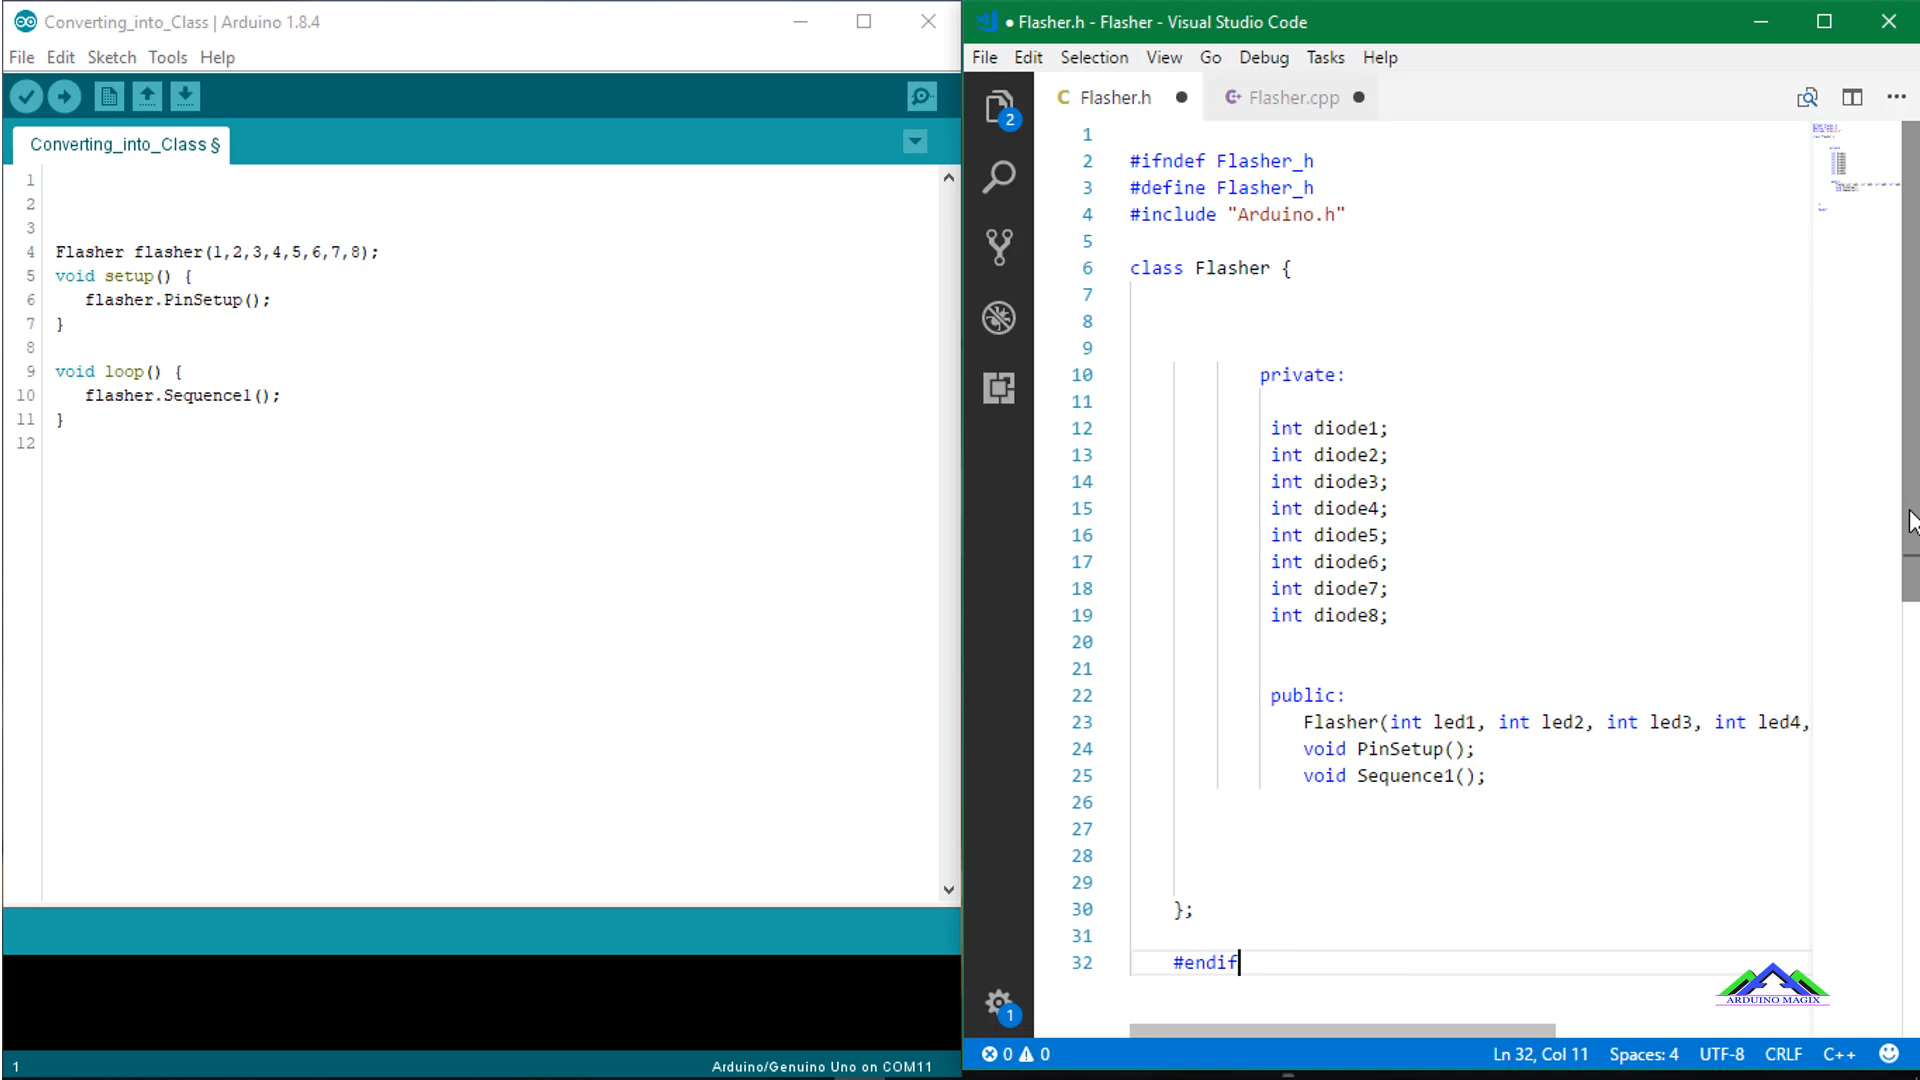 Converting_into_Class | Arduino 1.8.4
File Edit Sketch Tools Help
Converting_into_Class §
1
2
3
4 Flasher flasher(1,2,3,4,5,6,7,8);
5 void setup() {
6 flasher.PinSetup();
7 }
8
9 void loop() {
10 flasher.Sequence1();
11 }
12
1
Arduino/Genuino Uno on COM11
● Flasher.h - Flasher - Visual Studio Code
File Edit Selection View Go Debug Tasks Help
2
C Flasher.h ● C+ Flasher.cpp ●
1
2 #ifndef Flasher_h
3 #define Flasher_h
4 #include "Arduino.h"
5
6 class Flasher {
7
8
9
10 private:
11
12 int diode1;
13 int diode2;
14 int diode3;
15 int diode4;
16 int diode5;
17 int diode6;
18 int diode7;
19 int diode8;
20
21
22 public:
23 Flasher(int led1, int led2, int led3, int led4,
24 void PinSetup();
25 void Sequence1();
26
27
28
29
30 };
31
32 #endif
ARDUINO MAGIX
1
0 0
Ln 32, Col 11 Spaces: 4 UTF-8 CRLF C++